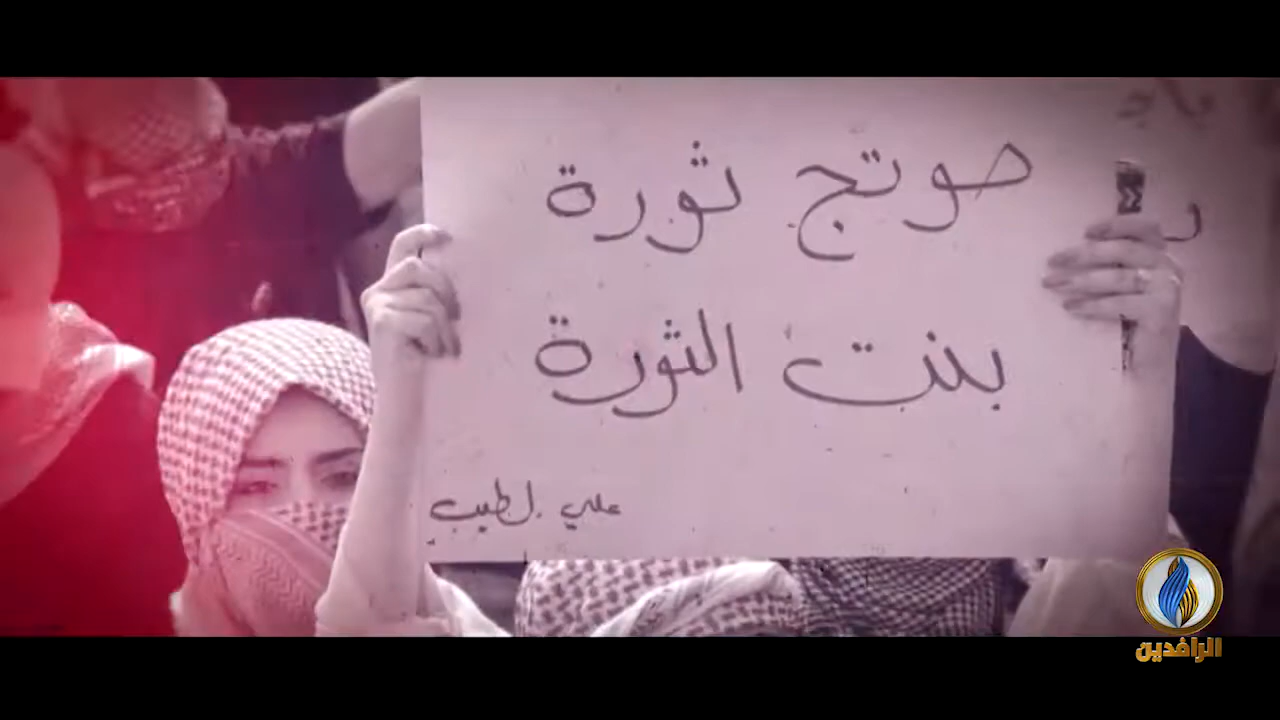 صوتج ثورة
بنت الثورة
علي الطيب
الرافدين